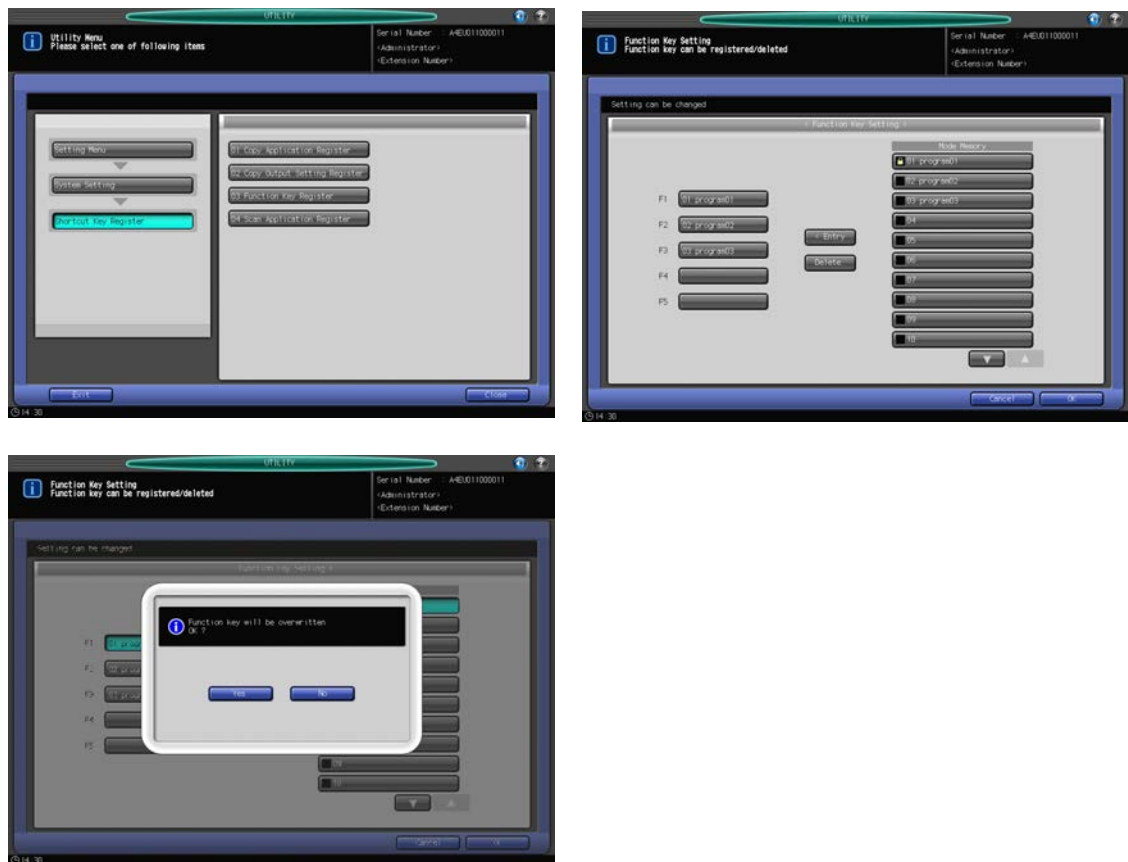 UTILITY
Utility Menu
Please select one of following items
Serial Number : A4EU011000011
<Administrator>
<Extension Number>
Setting Menu
System Setting
Shortcut Key Register
01 Copy Application Register
02 Copy Output Setting Register
03 Function Key Register
04 Scan Application Register
Exit
Close
14:30
UTILITY
Function Key Setting
Function key can be registered/deleted
Serial Number : A4EU011000011
<Administrator>
<Extension Number>
Setting can be changed
< Function Key Setting >
Mode Memory
F1 01 program01
F2 02 program02
F3 03 program03
F4
F5
< Entry
Delete
01 program01
02 program02
03 program03
04
05
06
07
08
09
10
Cancel
OK
14:30
UTILITY
Function Key Setting
Function key can be registered/deleted
Serial Number : A4EU011000011
<Administrator>
<Extension Number>
Setting can be changed
< Function Key Setting >
Function key will be overwritten
OK ?
Yes
No
F1
F2
F3
F4
F5
09
10
Cancel
OK
14:30